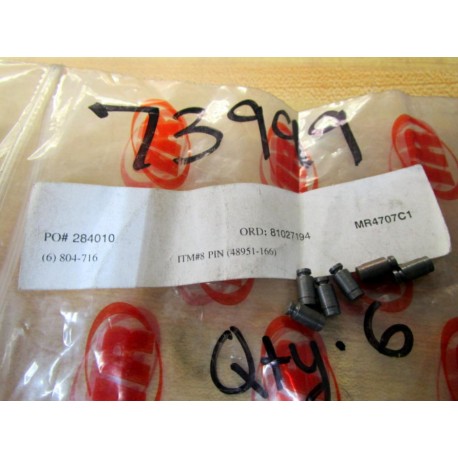 73999
PO# 284010
ORD: 81027194
MR4707C1
(6) 804-716
ITM#8 PIN (48951-166)
Qty. 6